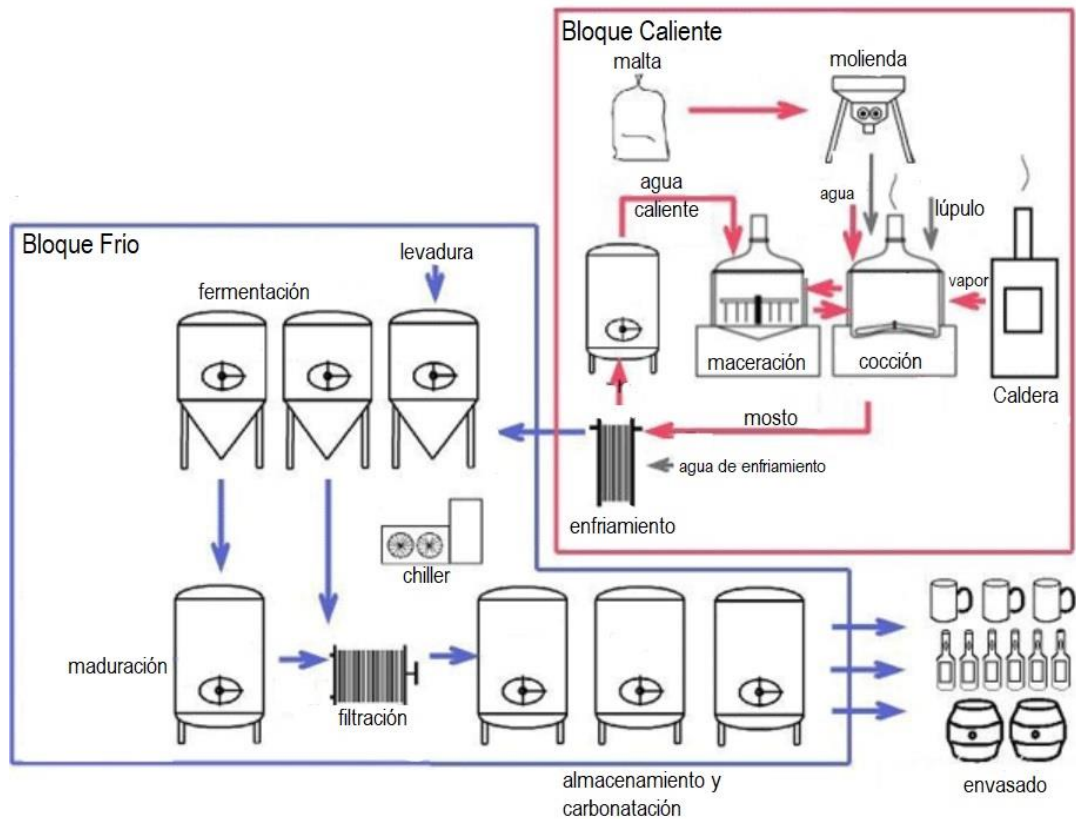 Bloque Caliente
malta
molienda
agua
caliente
agua
lúpulo
vapor
maceración
cocción
Caldera
mosto
agua de enfriamiento
enfriamiento
Bloque Frío
levadura
fermentación
chiller
maduración
filtración
almacenamiento y
carbonatación
envasado